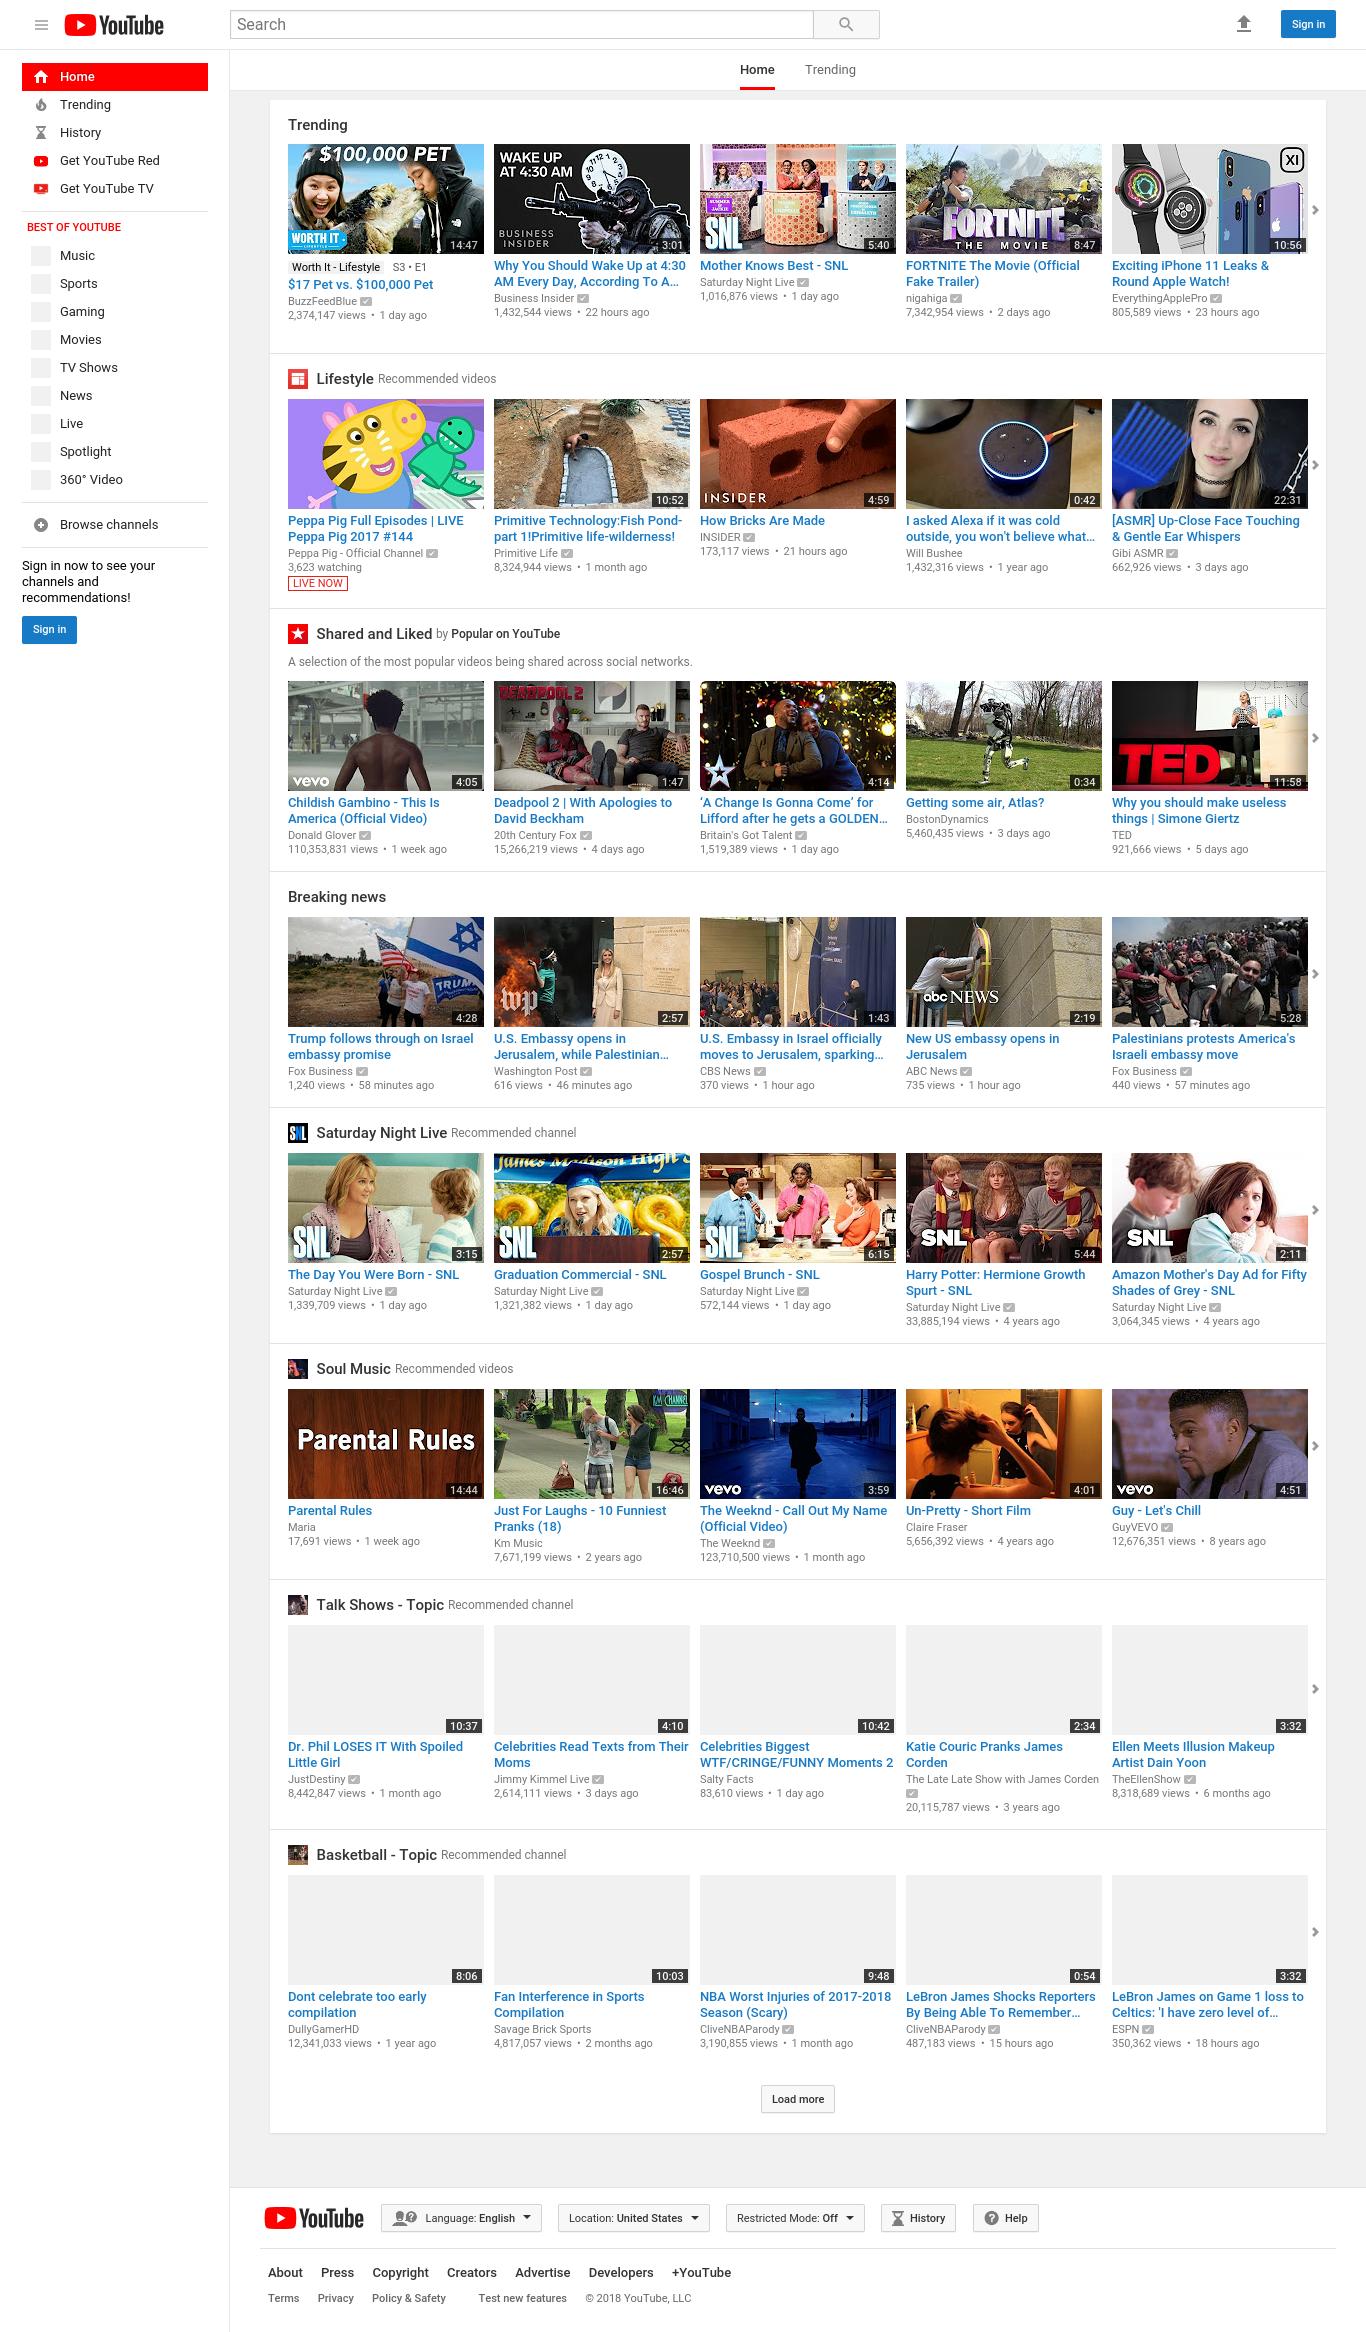 YouTube
Search
Sign in
Home
Trending
History
Get YouTube Red
Get YouTube TV
BEST OF YOUTUBE
Music
Sports
Gaming
Movies
TV Shows
News
Live
Spotlight
360° Video
Browse channels
Sign in now to see your
channels and
recommendations!
Sign in
Home Trending
Trending
$100,000 PET
WORTH IT
14:47
Worth It - Lifestyle S3 • E1
$17 Pet vs. $100,000 Pet
BuzzFeedBlue
2,374,147 views • 1 day ago
WAKE UP
AT 4:30 AM
BUSINESS
INSIDER
3:01
Why You Should Wake Up at 4:30
AM Every Day, According To A...
Business Insider
1,432,544 views • 22 hours ago
SNL
5:40
Mother Knows Best - SNL
Saturday Night Live
1,016,876 views • 1 day ago
FORTNITE
THE MOVIE
8:47
FORTNITE The Movie (Official
Fake Trailer)
nigahiga
7,342,954 views • 2 days ago
XI
10:56
Exciting iPhone 11 Leaks &
Round Apple Watch!
EverythingApplePro
805,589 views • 23 hours ago
Lifestyle Recommended videos
Peppa Pig Full Episodes | LIVE
Peppa Pig 2017 #144
Peppa Pig - Official Channel
3,623 watching
LIVE NOW
10:52
Primitive Technology:Fish Pond-
part 1!Primitive life-wilderness!
Primitive Life
8,324,944 views • 1 month ago
INSIDER
4:59
How Bricks Are Made
INSIDER
173,117 views • 21 hours ago
0:42
I asked Alexa if it was cold
outside, you won't believe what...
Will Bushee
1,432,316 views • 1 year ago
22:31
[ASMR] Up-Close Face Touching
& Gentle Ear Whispers
Gibi ASMR
662,926 views • 3 days ago
Shared and Liked by Popular on YouTube
A selection of the most popular videos being shared across social networks.
vevo
4:05
Childish Gambino - This Is
America (Official Video)
Donald Glover
110,353,831 views • 1 week ago
DEADPOOL 2
1:47
Deadpool 2 | With Apologies to
David Beckham
20th Century Fox
15,266,219 views • 4 days ago
4:14
‘A Change Is Gonna Come’ for
Lifford after he gets a GOLDEN...
Britain's Got Talent
1,519,389 views • 1 day ago
0:34
Getting some air, Atlas?
BostonDynamics
5,460,435 views • 3 days ago
TED
11:58
Why you should make useless
things | Simone Giertz
TED
921,666 views • 5 days ago
Breaking news
TRUMP
4:28
Trump follows through on Israel
embassy promise
Fox Business
1,240 views • 58 minutes ago
wp
2:57
U.S. Embassy opens in
Jerusalem, while Palestinian...
Washington Post
616 views • 46 minutes ago
1:43
U.S. Embassy in Israel officially
moves to Jerusalem, sparking...
CBS News
370 views • 1 hour ago
abc NEWS
2:19
New US embassy opens in
Jerusalem
ABC News
735 views • 1 hour ago
5:28
Palestinians protests America's
Israeli embassy move
Fox Business
440 views • 57 minutes ago
SNL Saturday Night Live Recommended channel
SNL
3:15
The Day You Were Born - SNL
Saturday Night Live
1,339,709 views • 1 day ago
James Madison High S
SNL
2:57
Graduation Commercial - SNL
Saturday Night Live
1,321,382 views • 1 day ago
SNL
6:15
Gospel Brunch - SNL
Saturday Night Live
572,144 views • 1 day ago
SNL
5:44
Harry Potter: Hermione Growth
Spurt - SNL
Saturday Night Live
33,885,194 views • 4 years ago
SNL
2:11
Amazon Mother's Day Ad for Fifty
Shades of Grey - SNL
Saturday Night Live
3,064,345 views • 4 years ago
Soul Music Recommended videos
Parental Rules
14:44
Parental Rules
Maria
17,691 views • 1 week ago
KM CHANNEL
16:46
Just For Laughs - 10 Funniest
Pranks (18)
Km Music
7,671,199 views • 2 years ago
vevo
3:59
The Weeknd - Call Out My Name
(Official Video)
The Weeknd
123,710,500 views • 1 month ago
4:01
Un-Pretty - Short Film
Claire Fraser
5,656,392 views • 4 years ago
vevo
4:51
Guy - Let's Chill
GuyVEVO
12,676,351 views • 8 years ago
Talk Shows - Topic Recommended channel
10:37
Dr. Phil LOSES IT With Spoiled
Little Girl
JustDestiny
8,442,847 views • 1 month ago
4:10
Celebrities Read Texts from Their
Moms
Jimmy Kimmel Live
2,614,111 views • 3 days ago
10:42
Celebrities Biggest
WTF/CRINGE/FUNNY Moments 2
Salty Facts
83,610 views • 1 day ago
2:34
Katie Couric Pranks James
Corden
The Late Late Show with James Corden
20,115,787 views • 3 years ago
3:32
Ellen Meets Illusion Makeup
Artist Dain Yoon
TheEllenShow
8,318,689 views • 6 months ago
Basketball - Topic Recommended channel
8:06
Dont celebrate too early
compilation
DullyGamerHD
12,341,033 views • 1 year ago
10:03
Fan Interference in Sports
Compilation
Savage Brick Sports
4,817,057 views • 2 months ago
9:48
NBA Worst Injuries of 2017-2018
Season (Scary)
CliveNBAParody
3,190,855 views • 1 month ago
0:54
LeBron James Shocks Reporters
By Being Able To Remember...
CliveNBAParody
487,183 views • 15 hours ago
3:32
LeBron James on Game 1 loss to
Celtics: 'I have zero level of...
ESPN
350,362 views • 18 hours ago
Load more
YouTube Language: English Location: United States Restricted Mode: Off History Help
About Press Copyright Creators Advertise Developers +YouTube
Terms Privacy Policy & Safety Test new features © 2018 YouTube, LLC